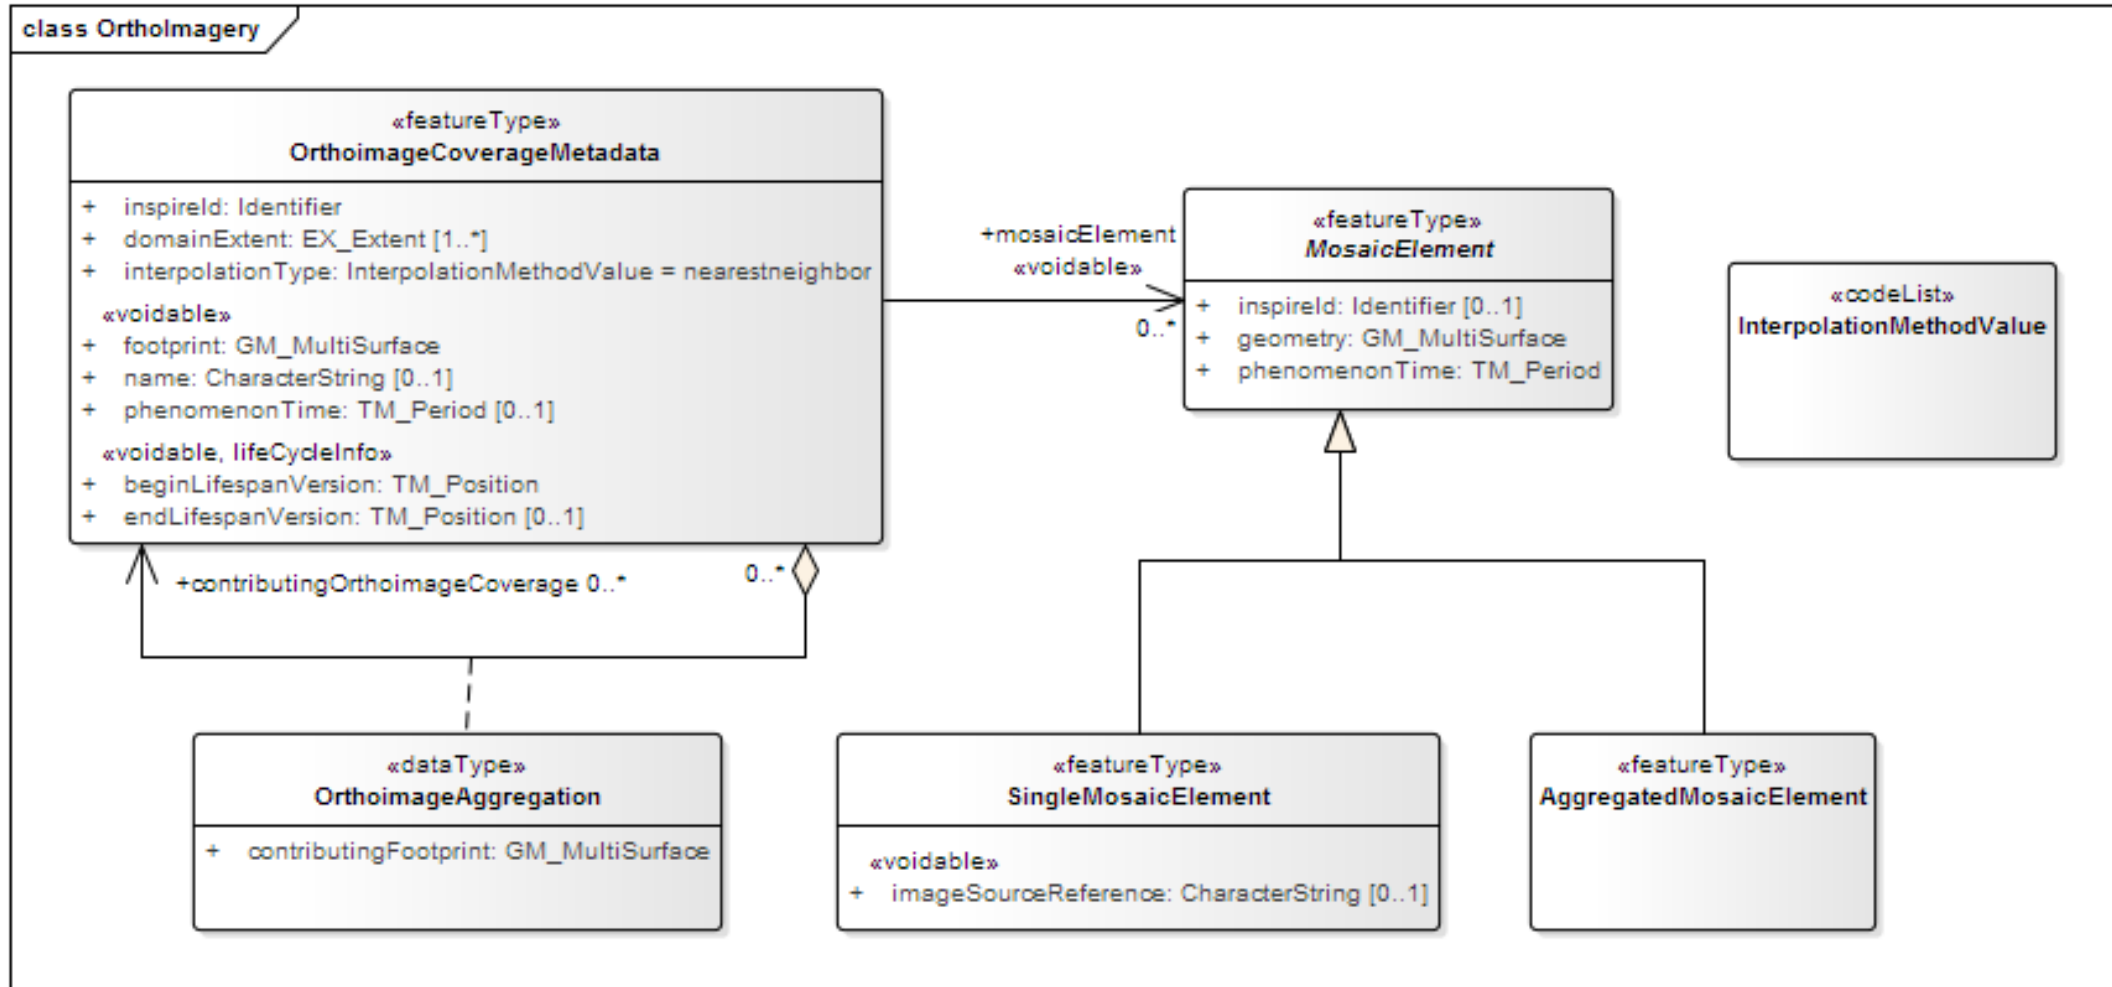 class OrthoImagery
«featureType»
OrthoimageCoverageMetadata
+ inspireId: Identifier
+ domainExtent: EX_Extent [1..*]
+ interpolationType: InterpolationMethodValue = nearestneighbor
«voidable»
+ footprint: GM_MultiSurface
+ name: CharacterString [0..1]
+ phenomenonTime: TM_Period [0..1]
«voidable, lifeCycleInfo»
+ beginLifespanVersion: TM_Position
+ endLifespanVersion: TM_Position [0..1]
+mosaicElement
«voidable»
0..*
«featureType»
MosaicElement
+ inspireId: Identifier [0..1]
+ geometry: GM_MultiSurface
+ phenomenonTime: TM_Period
«codeList»
InterpolationMethodValue
+contributingOrthoimageCoverage 0..*
0..*
«dataType»
OrthoimageAggregation
+ contributingFootprint: GM_MultiSurface
«featureType»
SingleMosaicElement
«voidable»
+ imageSourceReference: CharacterString [0..1]
«featureType»
AggregatedMosaicElement